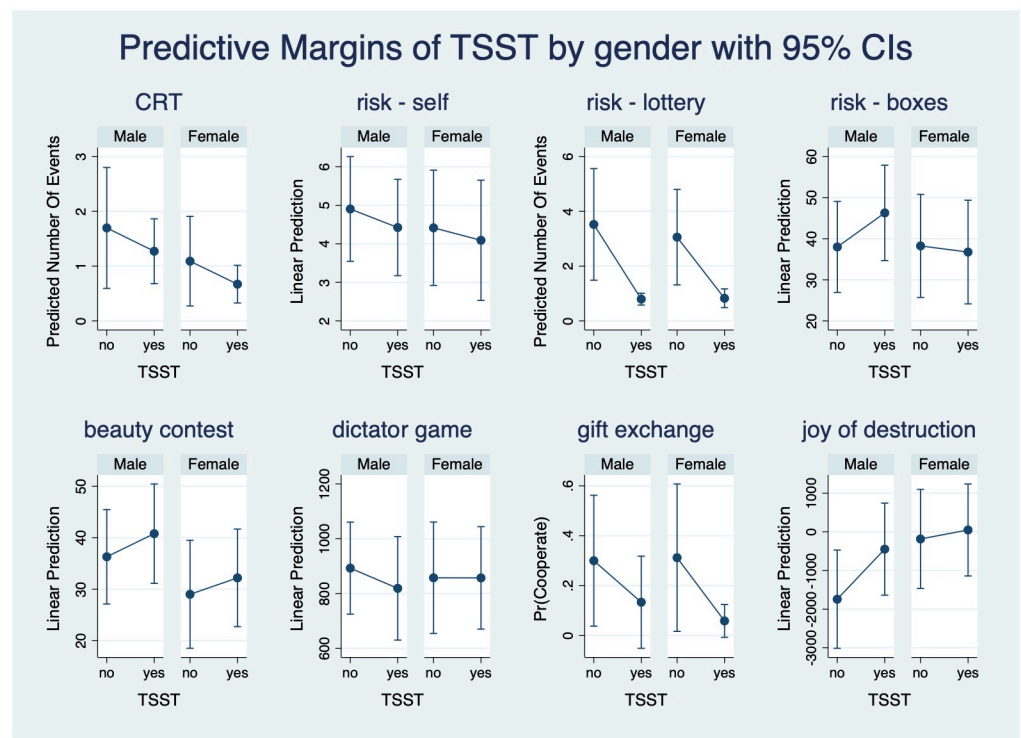 Predictive Margins of TSST by gender with 95% CIs
CRT
Male Female
Predicted Number Of Events
3
2
1
0
no yes no yes
TSST
risk - self
Male Female
Linear Prediction
6
5
4
3
2
no yes no yes
TSST
risk - lottery
Male Female
Predicted Number Of Events
6
4
2
0
no yes no yes
TSST
risk - boxes
Male Female
Linear Prediction
60
50
40
30
20
no yes no yes
TSST
beauty contest
Male Female
Linear Prediction
50
40
30
20
no yes no yes
TSST
dictator game
Male Female
Linear Prediction
1200
1000
800
600
no yes no yes
TSST
gift exchange
Male Female
Pr(Cooperate)
.6
.4
.2
0
no yes no yes
TSST
joy of destruction
Male Female
Linear Prediction
1000
0
-1000
-2000
-3000
no yes no yes
TSST